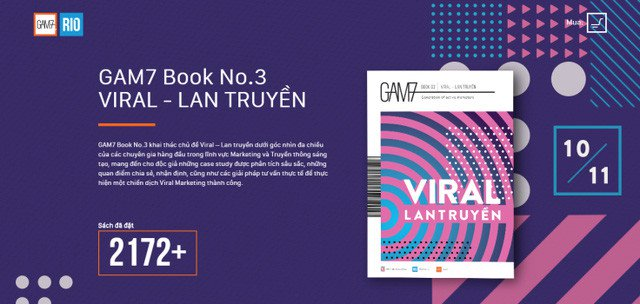 GAM7
RIO
Mua
GAM7 Book No.3
VIRAL - LAN TRUYỀN
GAM7 Book No.3 khai thác chủ đề Viral – Lan truyền dưới góc nhìn đa chiều
của các chuyên gia hàng đầu trong lĩnh vực Marketing và Truyền thông sáng
tạo, mang đến cho độc giả những case study được phân tích sâu sắc, những
quan điểm chia sẻ, nhận định, cũng như các giải pháp tư vấn thực tế để thực
hiện một chiến dịch Viral Marketing thành công.
Sách đã đặt
2172+
GAM7
VIRAL - LAN TRUYỀN
VIRAL
LAN TRUYỀN
10
11